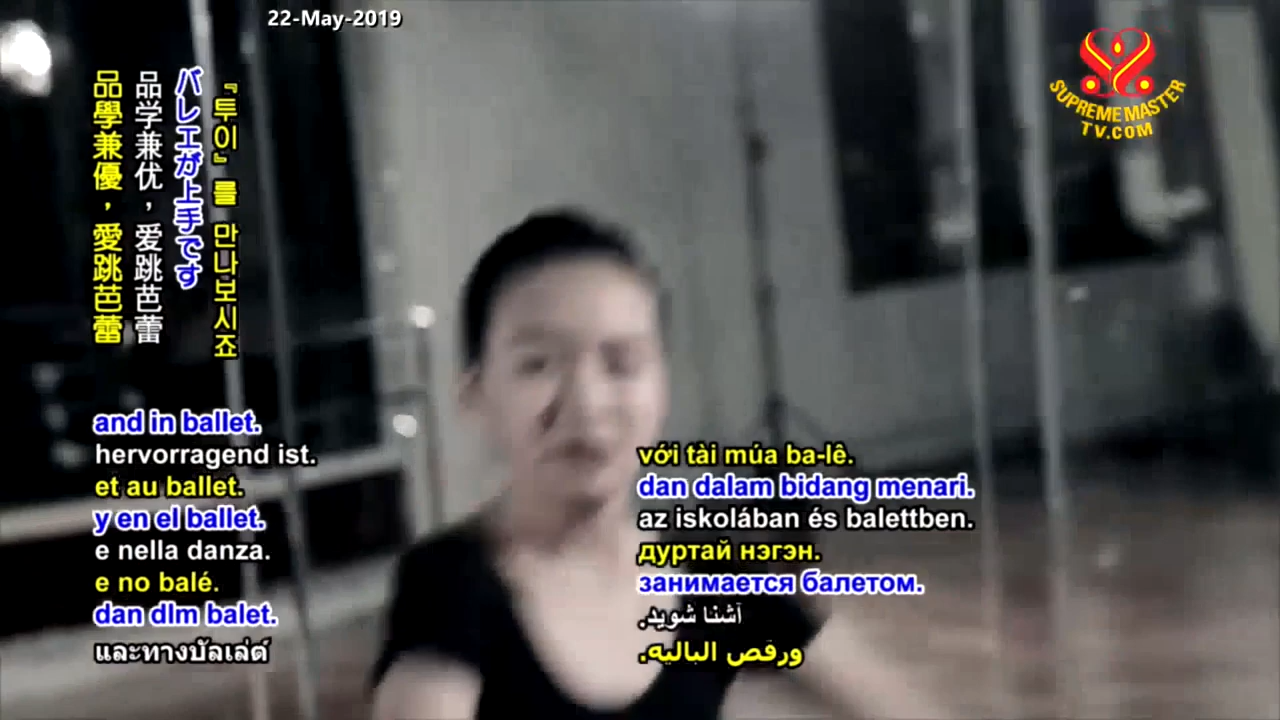 22-May-2019
SUPREME MASTER
TV.COM
『투이』를 만나보시죠
バレエが上手です
品学兼优，爱跳芭蕾
品學兼優，愛跳芭蕾
and in ballet.
hervorragend ist.
et au ballet.
y en el ballet.
e nella danza.
e no balé.
dan dlm balet.
และทางบัลเล่ต์
với tài múa ba-lê.
dan dalam bidang menari.
az iskolában és balettben.
дуртай нэгэн.
занимается балетом.
آشنا شوید.
ورقص الباليه.